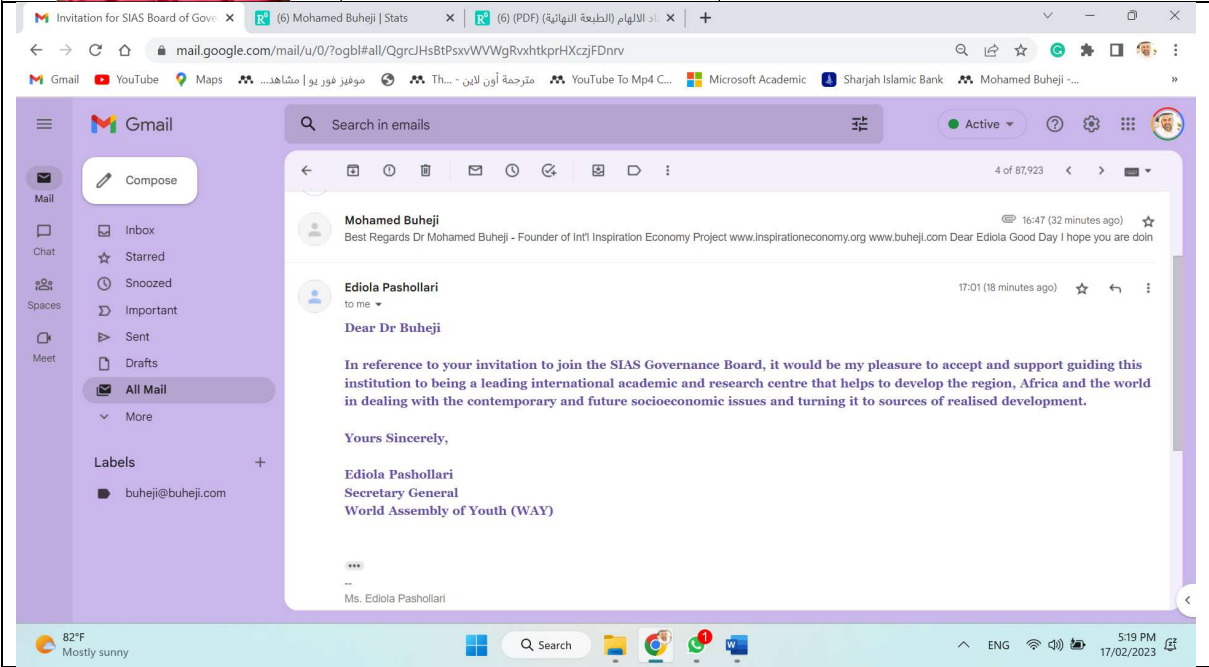 Invitation for SIAS Board of Gove
(6) Mohamed Buheji | Stats
(6) (PDF) اد الالهام (الطبعة النهائية)
mail.google.com/mail/u/0/?ogbl#all/QgrcJHsBtPsxvWVWgRvxhtkprHXczjFDnrv
Gmail YouTube Maps موفيز فور يو | مشاهد... مترجمة أون لاين - Th... YouTube To Mp4 C... Microsoft Academic Sharjah Islamic Bank Mohamed Buheji -... »
Gmail
Search in emails
Active
Mail
Compose
4 of 87,923
Chat
Spaces
Meet
Inbox
Starred
Snoozed
Important
Sent
Drafts
All Mail
More
Labels +
buheji@buheji.com
Mohamed Buheji 16:47 (32 minutes ago)
Best Regards Dr Mohamed Buheji - Founder of Int'l Inspiration Economy Project www.inspirationeconomy.org www.buheji.com Dear Ediola Good Day I hope you are doin
Ediola Pashollari 17:01 (18 minutes ago)
to me
Dear Dr Buheji
In reference to your invitation to join the SIAS Governance Board, it would be my pleasure to accept and support guiding this
institution to being a leading international academic and research centre that helps to develop the region, Africa and the world
in dealing with the contemporary and future socioeconomic issues and turning it to sources of realised development.
Yours Sincerely,
Ediola Pashollari
Secretary General
World Assembly of Youth (WAY)
...
--
Ms. Ediola Pashollari
82°F
Mostly sunny
Search
1
ENG
5:19 PM
17/02/2023